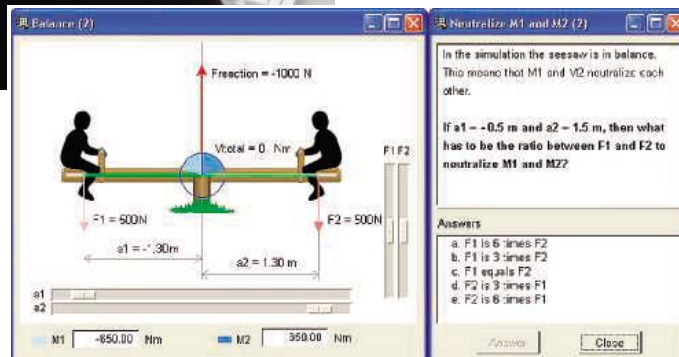 Balance (2)
Freaction = -1000 N
Mtotal = 0 Nm
F1 F2
F1 = 500N
F2 = 500N
a1 = -1.30m
a2 = 1.30 m
a1
a2
M1 -650.00 Nm M2 650.00 Nm
Neutralize M1 and M2 (2)
In the simulation the seesaw is in balance.
This means that M1 and M2 neutralize each
other.
If a1 = -0.5 m and a2 = 1.5 m, then what
has to be the ratio between F1 and F2 to
neutralize M1 and M2?
Answers
a. F1 is 6 times F2
b. F1 is 3 times F2
c. F1 equals F2
d. F2 is 3 times F1
e. F2 is 6 times F1
Answer Close